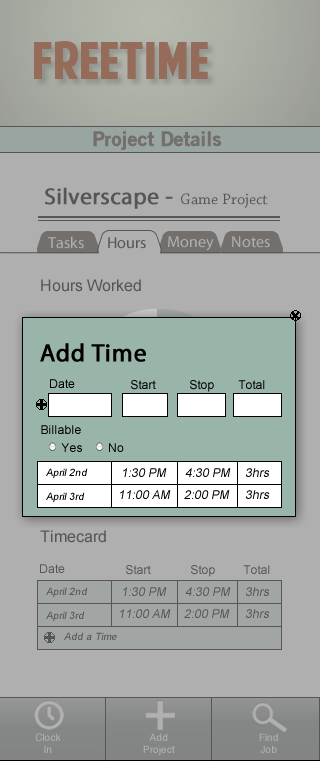 FREETIME
Project Details
Silverscape - Game Project
Tasks Hours Money Notes
Hours Worked
Add Time
Date Start Stop Total
Billable
Yes No
April 2nd 1:30 PM 4:30 PM 3hrs
April 3rd 11:00 AM 2:00 PM 3hrs
Timecard
Date Start Stop Total
April 2nd 1:30 PM 4:30 PM 3hrs
April 3rd 11:00 AM 2:00 PM 3hrs
Add a Time
Clock In
Add Project
Find Job